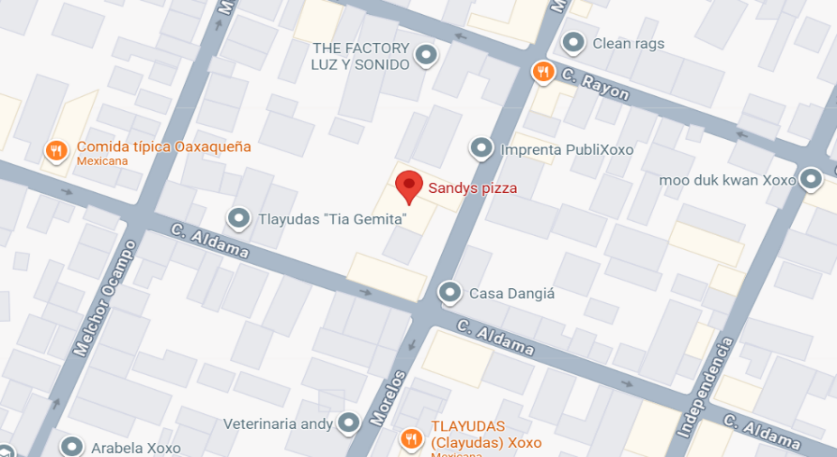 THE FACTORY
LUZ Y SONIDO
Clean rags
C. Rayon
Comida típica Oaxaqueña
Mexicana
Imprenta PubliXoxo
moo duk kwan Xoxo
Sandys pizza
Tlayudas "Tia Gemita"
C. Aldama
Melchor Ocampo
Casa Dangiá
C. Aldama
Independencia
Morelos
Veterinaria andy
TLAYUDAS
(Clayudas) Xoxo
Mexicana
C. Aldama
Arabela Xoxo